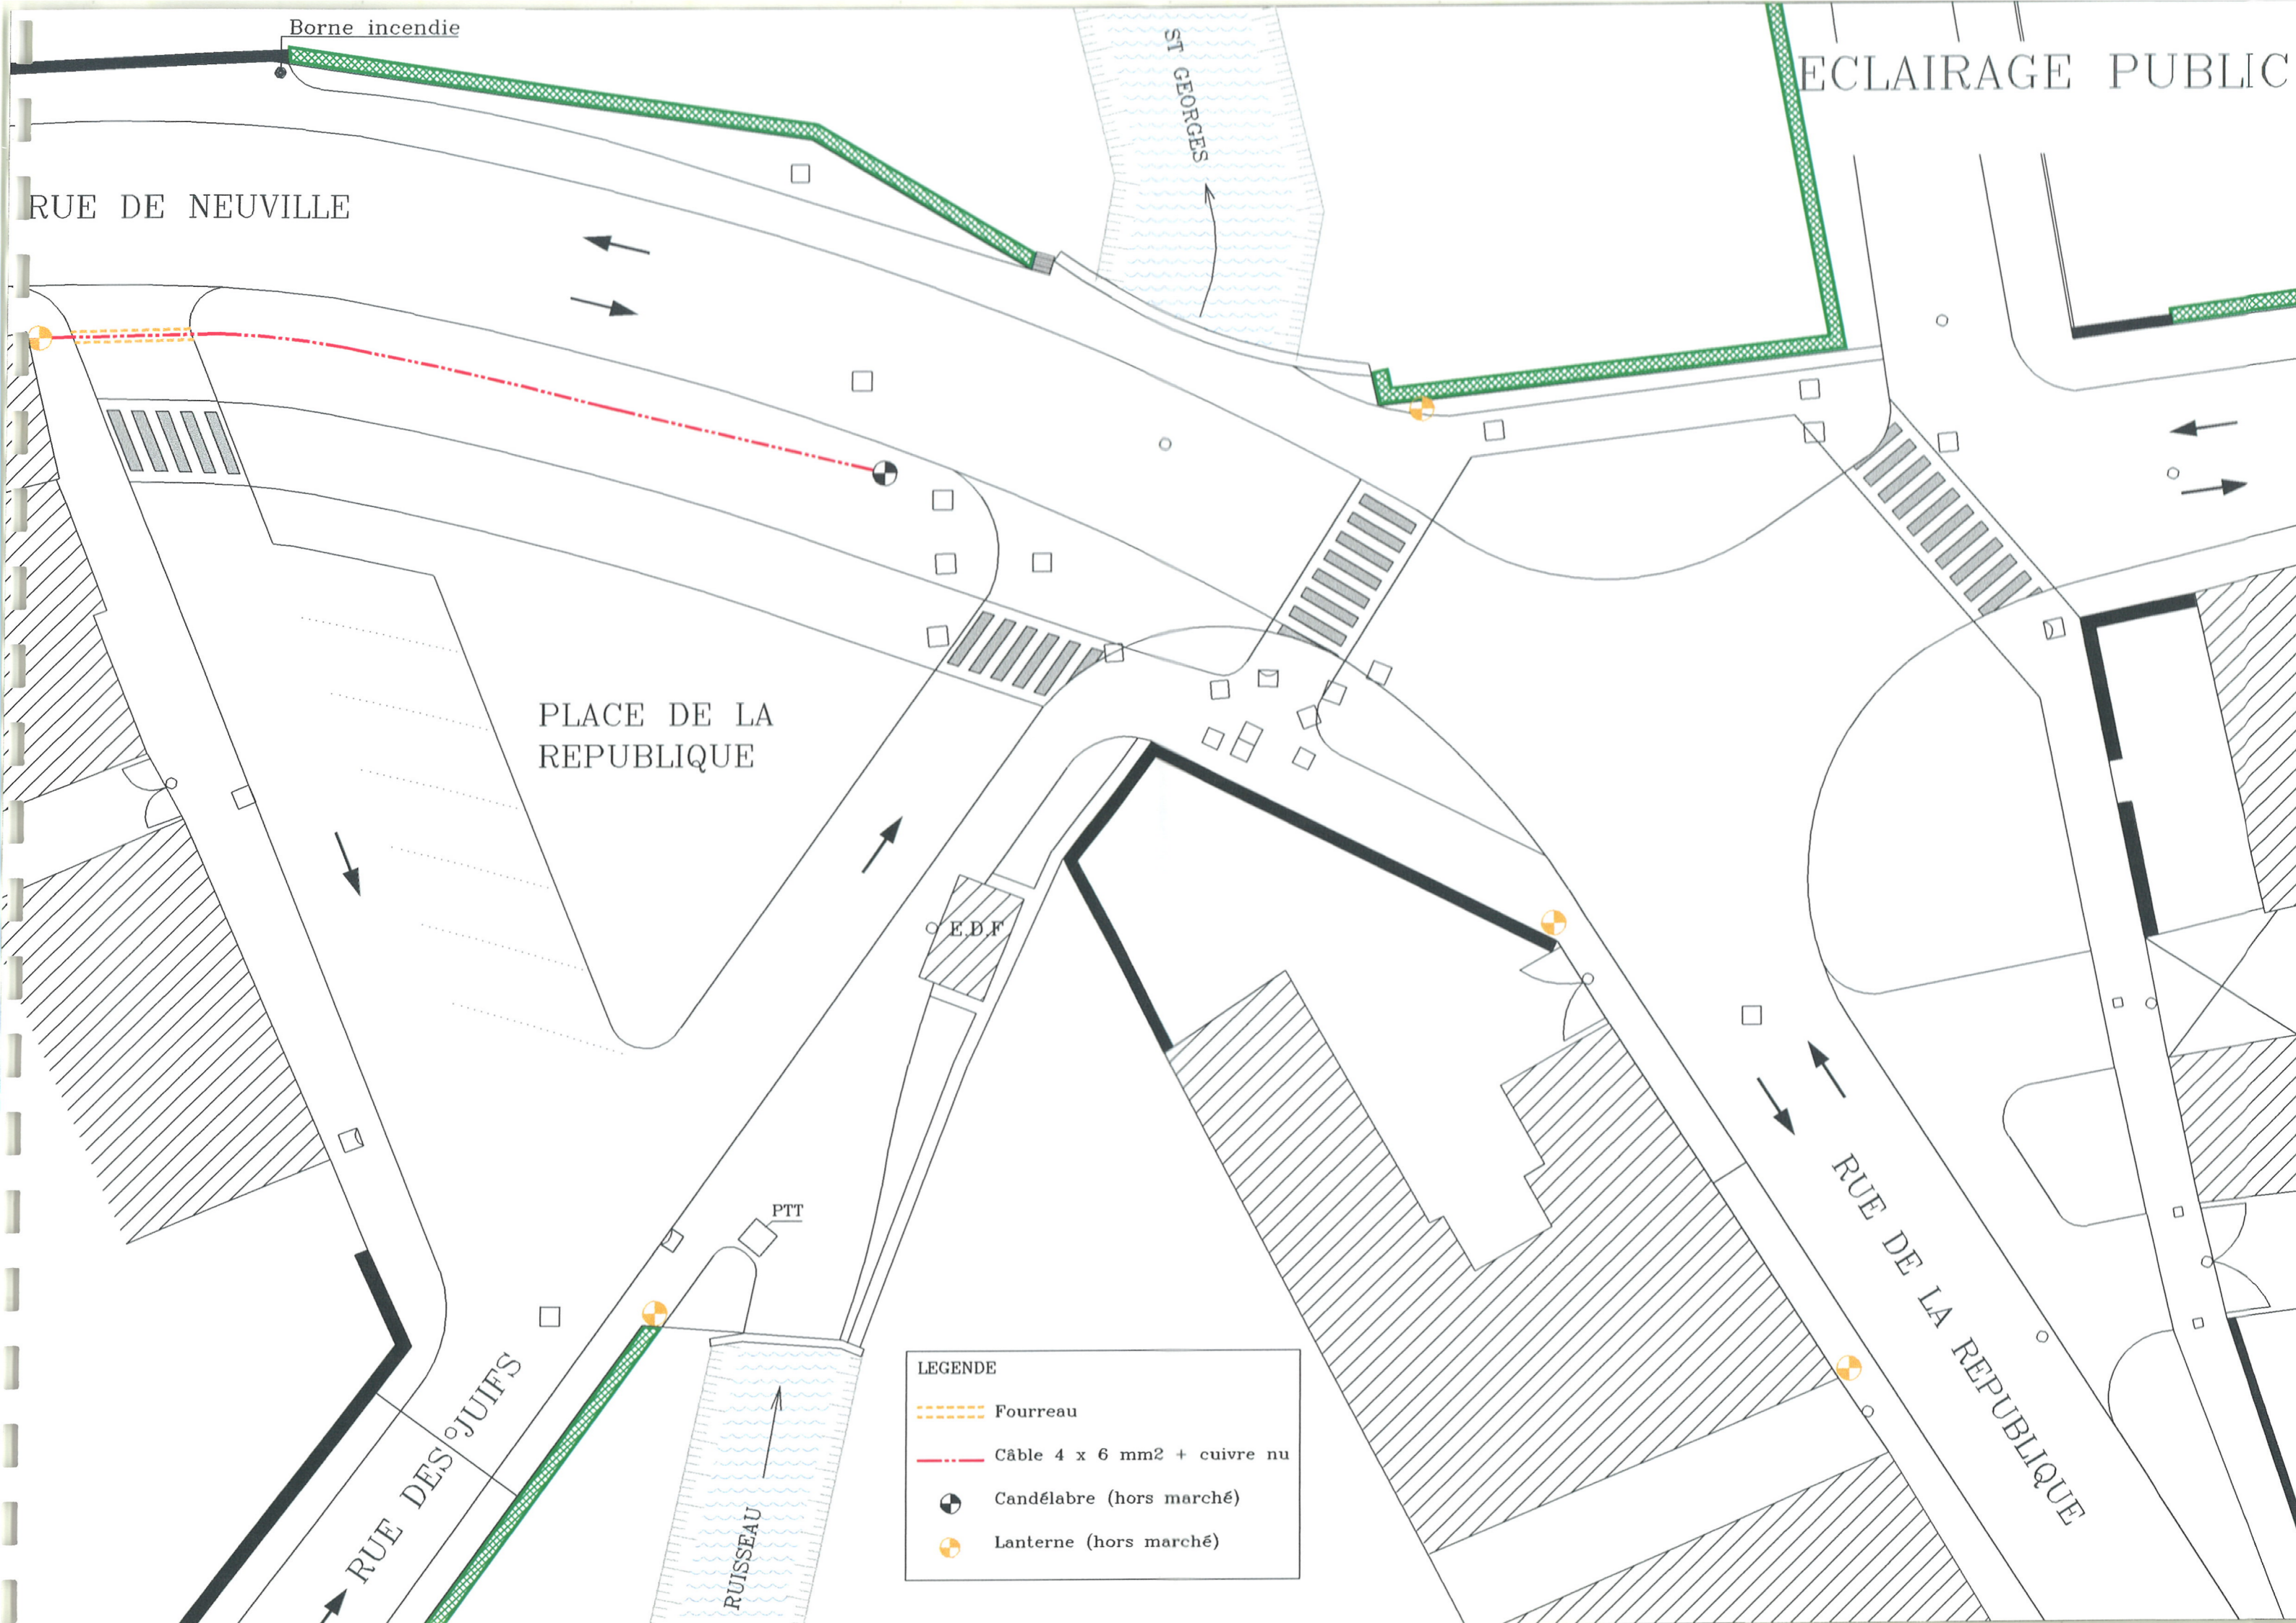 Borne incendie
ST GEORGES
ECLAIRAGE PUBLIC
RUE DE NEUVILLE
PLACE DE LA
REPUBLIQUE
E.D.F
PTT
RUE DE LA REPUBLIQUE
RUE DES JUIFS
RUISSEAU
LEGENDE
Fourreau
Câble 4 x 6 mm2 + cuivre nu
Candélabre (hors marché)
Lanterne (hors marché)